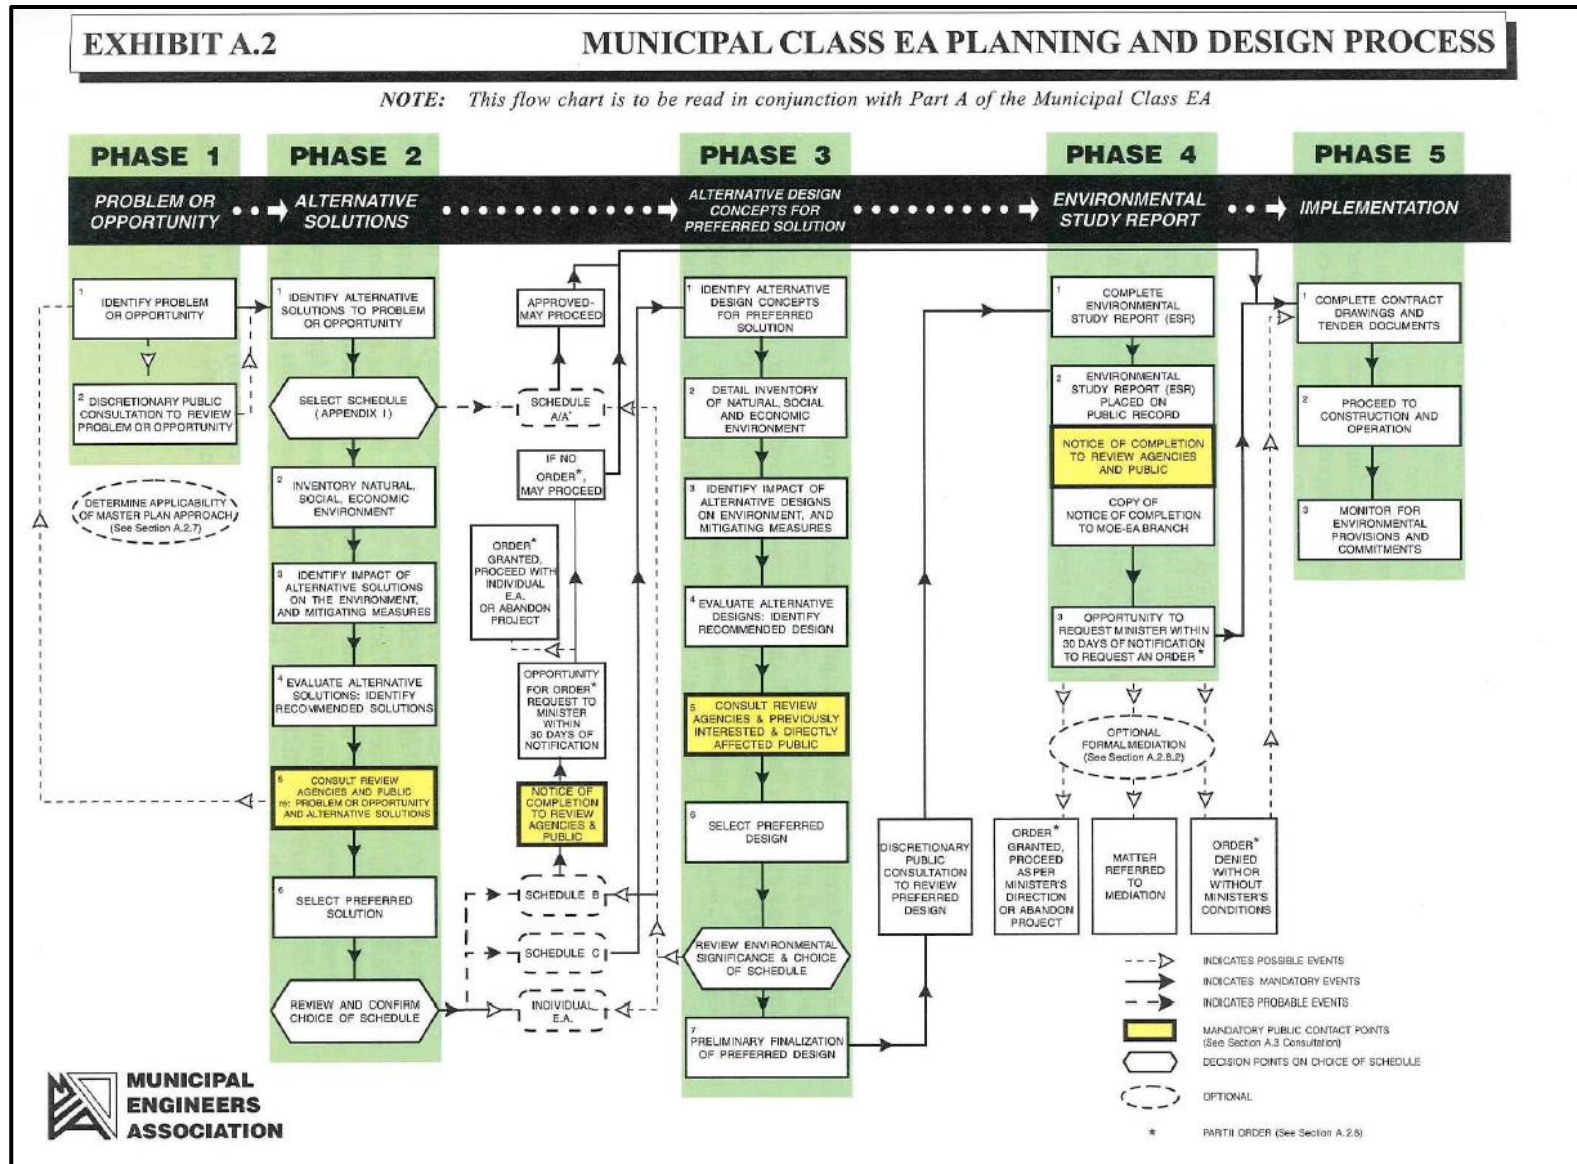 EXHIBIT A.2
MUNICIPAL CLASS EA PLANNING AND DESIGN PROCESS
NOTE: This flow chart is to be read in conjunction with Part A of the Municipal Class EA
PHASE 1
PROBLEM OR
OPPORTUNITY
1
IDENTIFY PROBLEM
OR OPPORTUNITY
2
DISCRETIONARY PUBLIC
CONSULTATION TO REVIEW
PROBLEM OR OPPORTUNITY
DETERMINE APPLICABILITY
OF MASTER PLAN APPROACH
(See Section A.2.7)
PHASE 2
ALTERNATIVE
SOLUTIONS
1
IDENTIFY ALTERNATIVE
SOLUTIONS TO PROBLEM
OR OPPORTUNITY
SELECT SCHEDULE
(APPENDIX I)
2
INVENTORY NATURAL,
SOCIAL, ECONOMIC
ENVIRONMENT
3
IDENTIFY IMPACT OF
ALTERNATIVE SOLUTIONS
ON THE ENVIRONMENT,
AND MITIGATING MEASURES
4
EVALUATE ALTERNATIVE
SOLUTIONS: IDENTIFY
RECOMMENDED SOLUTIONS
5
CONSULT REVIEW
AGENCIES AND PUBLIC
re: PROBLEM OR OPPORTUNITY
AND ALTERNATIVE SOLUTIONS
6
SELECT PREFERRED
SOLUTION
REVIEW AND CONFIRM
CHOICE OF SCHEDULE
APPROVED-
MAY PROCEED
SCHEDULE
A/A+
IF NO
ORDER*,
MAY PROCEED
ORDER*
GRANTED,
PROCEED WITH
INDIVIDUAL
E.A.
OR ABANDON
PROJECT
OPPORTUNITY
FOR ORDER*
REQUEST TO
MINISTER
WITHIN
30 DAYS OF
NOTIFICATION
NOTICE OF
COMPLETION
TO REVIEW
AGENCIES &
PUBLIC
SCHEDULE B
SCHEDULE C
INDIVIDUAL
E.A.
PHASE 3
ALTERNATIVE DESIGN
CONCEPTS FOR
PREFERRED SOLUTION
1
IDENTIFY ALTERNATIVE
DESIGN CONCEPTS
FOR PREFERRED
SOLUTION
2
DETAIL INVENTORY
OF NATURAL, SOCIAL
AND ECONOMIC
ENVIRONMENT
3
IDENTIFY IMPACT OF
ALTERNATIVE DESIGNS
ON ENVIRONMENT, AND
MITIGATING MEASURES
4
EVALUATE ALTERNATIVE
DESIGNS: IDENTIFY
RECOMMENDED DESIGN
5
CONSULT REVIEW
AGENCIES & PREVIOUSLY
INTERESTED & DIRECTLY
AFFECTED PUBLIC
6
SELECT PREFERRED
DESIGN
REVIEW ENVIRONMENTAL
SIGNIFICANCE & CHOICE
OF SCHEDULE
7
PRELIMINARY FINALIZATION
OF PREFERRED DESIGN
DISCRETIONARY
PUBLIC
CONSULTATION
TO REVIEW
PREFERRED
DESIGN
PHASE 4
ENVIRONMENTAL
STUDY REPORT
1
COMPLETE
ENVIRONMENTAL
STUDY REPORT (ESR)
2
ENVIRONMENTAL
STUDY REPORT (ESR)
PLACED ON
PUBLIC RECORD
NOTICE OF COMPLETION
TO REVIEW AGENCIES
AND PUBLIC
COPY OF
NOTICE OF COMPLETION
TO MOE-EA BRANCH
3
OPPORTUNITY TO
REQUEST MINISTER WITHIN
30 DAYS OF NOTIFICATION
TO REQUEST AN ORDER *
OPTIONAL
FORMAL MEDIATION
(See Section A.2.8.2)
ORDER*
GRANTED,
PROCEED
AS PER
MINISTER'S
DIRECTION
OR ABANDON
PROJECT
MATTER
REFERRED
TO
MEDIATION
ORDER*
DENIED
WITH OR
WITHOUT
MINISTER'S
CONDITIONS
PHASE 5
IMPLEMENTATION
1
COMPLETE CONTRACT
DRAWINGS AND
TENDER DOCUMENTS
2
PROCEED TO
CONSTRUCTION AND
OPERATION
3
MONITOR FOR
ENVIRONMENTAL
PROVISIONS AND
COMMITMENTS
INDICATES POSSIBLE EVENTS
INDICATES MANDATORY EVENTS
INDICATES PROBABLE EVENTS
MANDATORY PUBLIC CONTACT POINTS
(See Section A.3 Consultation)
DECISION POINTS ON CHOICE OF SCHEDULE
OPTIONAL
* PART II ORDER (See Section A.2.8)
MUNICIPAL
ENGINEERS
ASSOCIATION